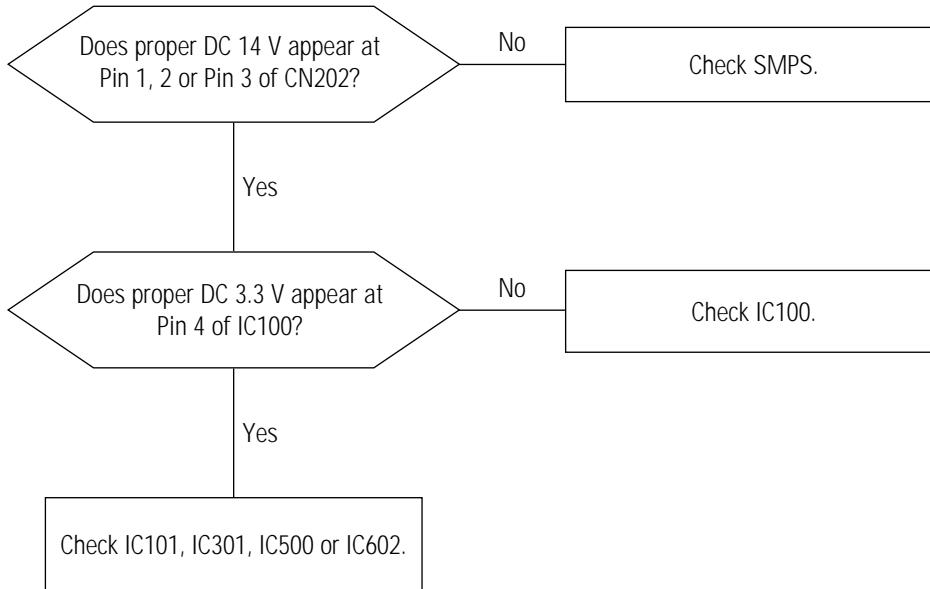 Does proper DC 14 V appear at
Pin 1, 2 or Pin 3 of CN202?
No
Check SMPS.
Yes
Does proper DC 3.3 V appear at
Pin 4 of IC100?
No
Check IC100.
Yes
Check IC101, IC301, IC500 or IC602.